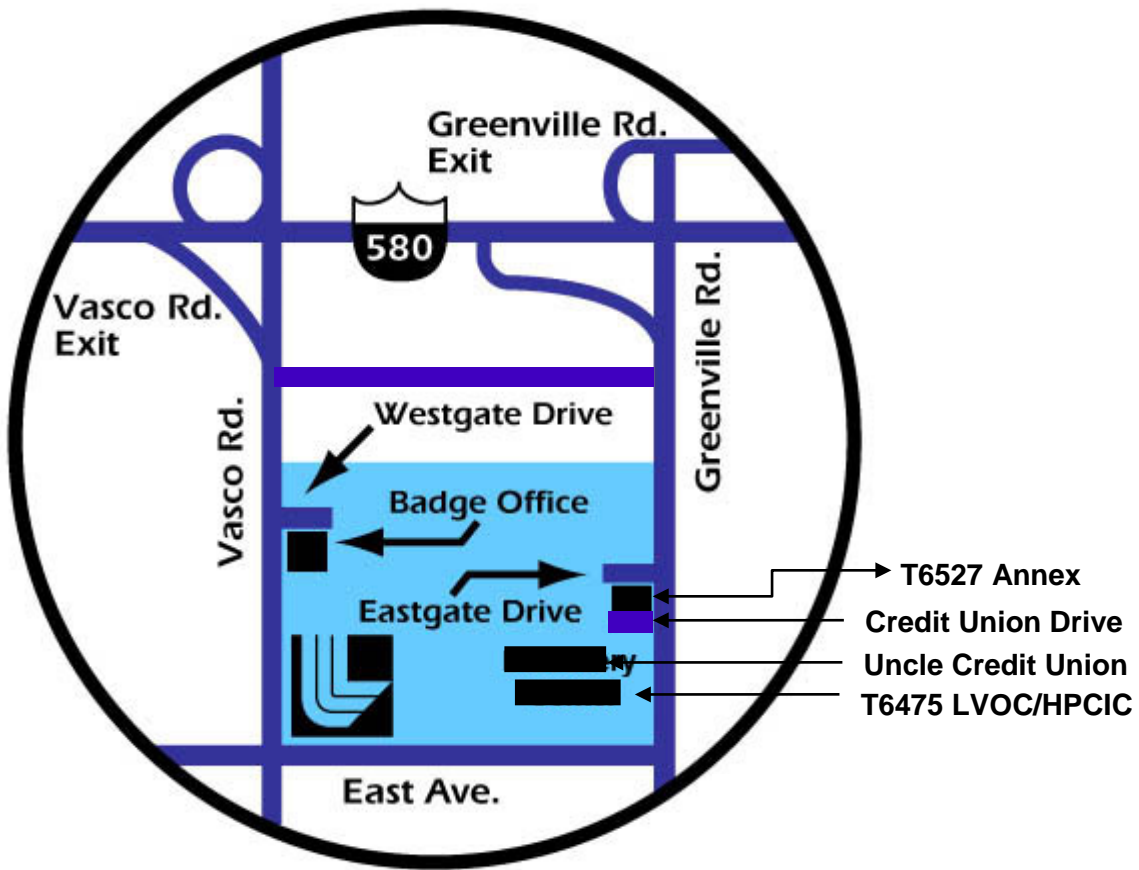 Greenville Rd.
Exit
580
Vasco Rd.
Exit
Greenville Rd.
Westgate Drive
Vasco Rd.
Badge Office
Eastgate Drive
T6527 Annex
Credit Union Drive
Uncle Credit Union
T6475 LVOC/HPCIC
East Ave.